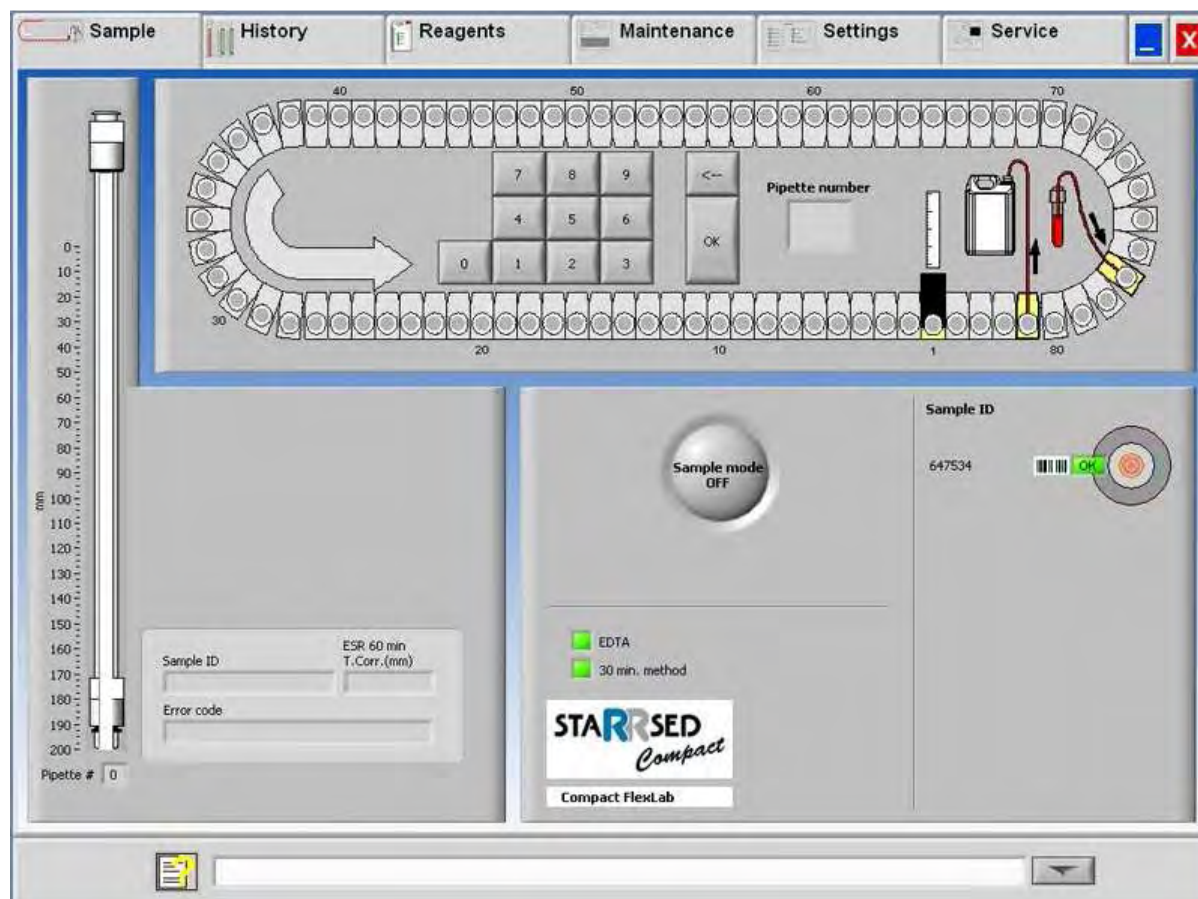 Sample
History
Reagents
Maintenance
Settings
Service
X
40
50
60
70
7 8 9 <--
Pipette number
4 5 6
OK
0 1 2 3
30
20
10
1
80
0
10
20
30
40
50
60
70
80
90
mm
100
110
120
130
140
150
160
170
180
190
200
Pipette # 0
Sample ID
ESR 60 min
T.Corr.(mm)
Error code
Sample mode
OFF
EDTA
30 min. method
STARRSED
Compact
Compact FlexLab
Sample ID
647534
OK
?